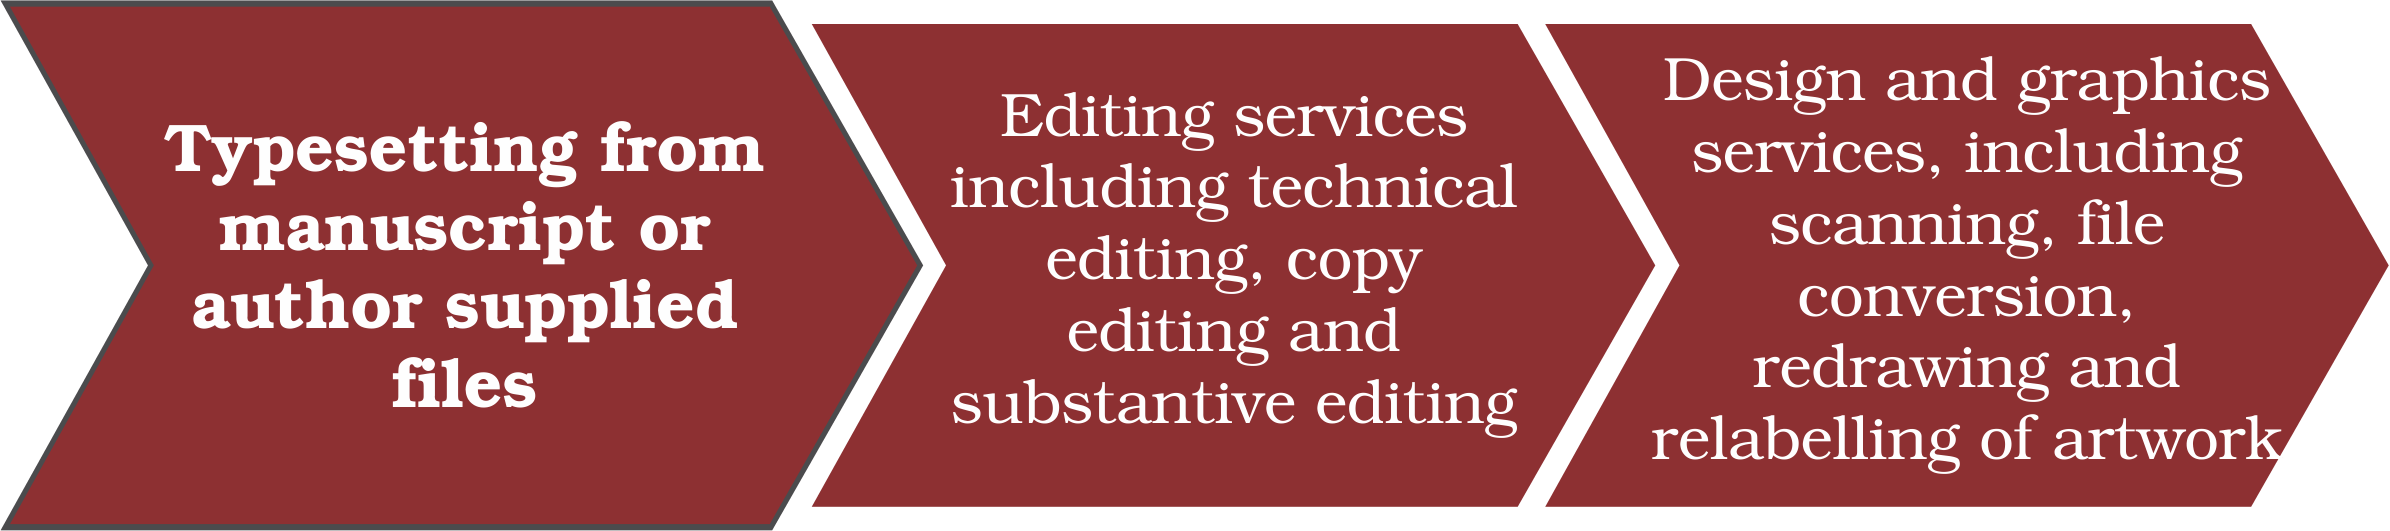 Typesetting from
manuscript or
author supplied
files
Editing services
including technical
editing, copy
editing and
substantive editing
Design and graphics
services, including
scanning, file
conversion,
redrawing and
relabelling of artwork